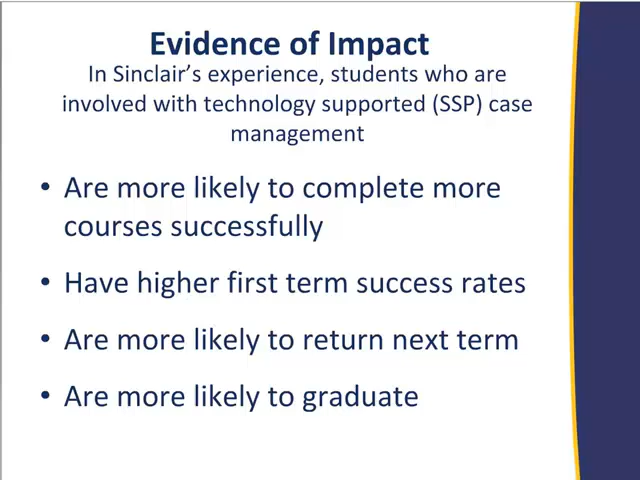 Evidence of Impact
In Sinclair’s experience, students who are
involved with technology supported (SSP) case
management
• Are more likely to complete more
courses successfully
• Have higher first term success rates
• Are more likely to return next term
• Are more likely to graduate